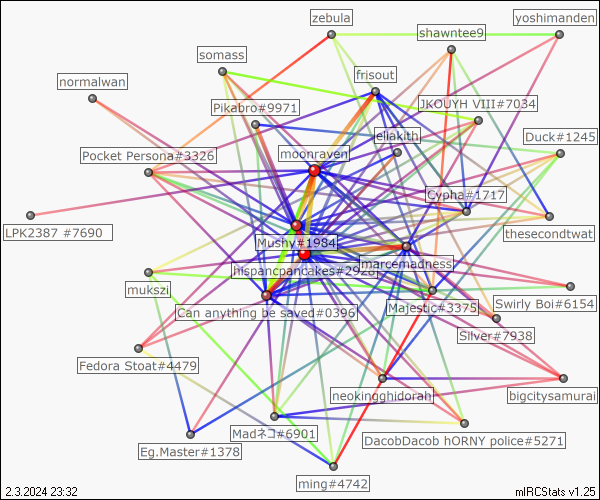 zebula
yoshimanden
shawntee9
somass
frisout
normalwan
Pikabro#9971
JKOUYH VIII#7034
eliakith
Duck#1245
moonraven
Pocket Persona#3326
Cypha#1717
LPK2387 #7690
thesecondtwat
Mushy#1984
hispancpancakes#2926
marcemadness
mukszi
Can anything be saved#0396
Majestic#3375
Swirly Boi#6154
Silver#7938
Fedora Stoat#4479
neokingghidorah
bigcitysamurai
Madネコ#6901
DacobDacob hORNY police#5271
Eg.Master#1378
ming#4742
2.3.2024 23:32
mIRCStats v1.25